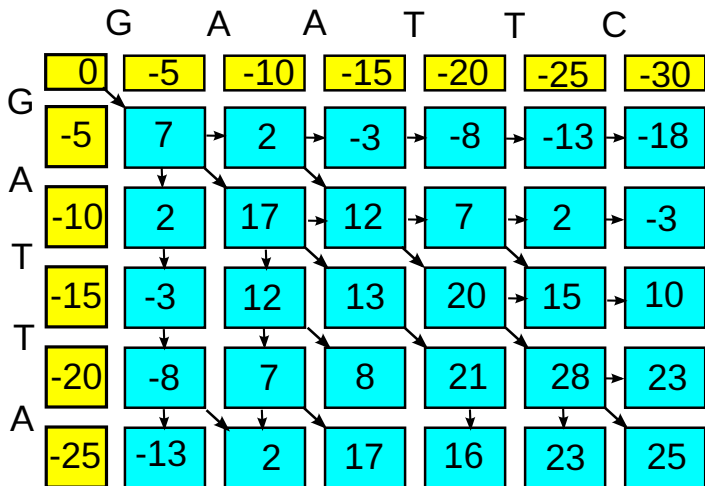 G A A T T C
0 -5 -10 -15 -20 -25 -30
G
-5 7 2 -3 -8 -13 -18
A
-10 2 17 12 7 2 -3
T
-15 -3 12 13 20 15 10
T
-20 -8 7 8 21 28 23
A
-25 -13 2 17 16 23 25